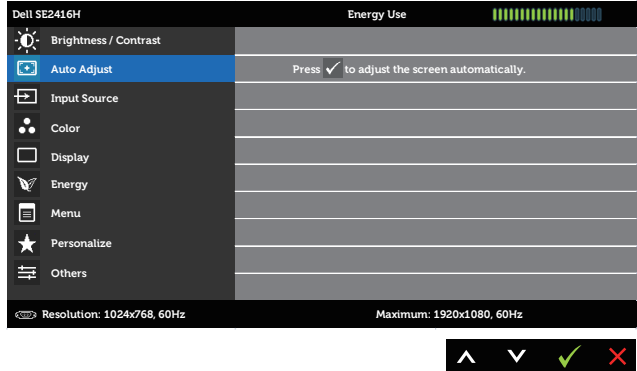 Dell SE2416H Energy Use
Brightness / Contrast
Auto Adjust Press ✓ to adjust the screen automatically.
Input Source
Color
Display
Energy
Menu
Personalize
Others
Resolution: 1024x768, 60Hz Maximum: 1920x1080, 60Hz